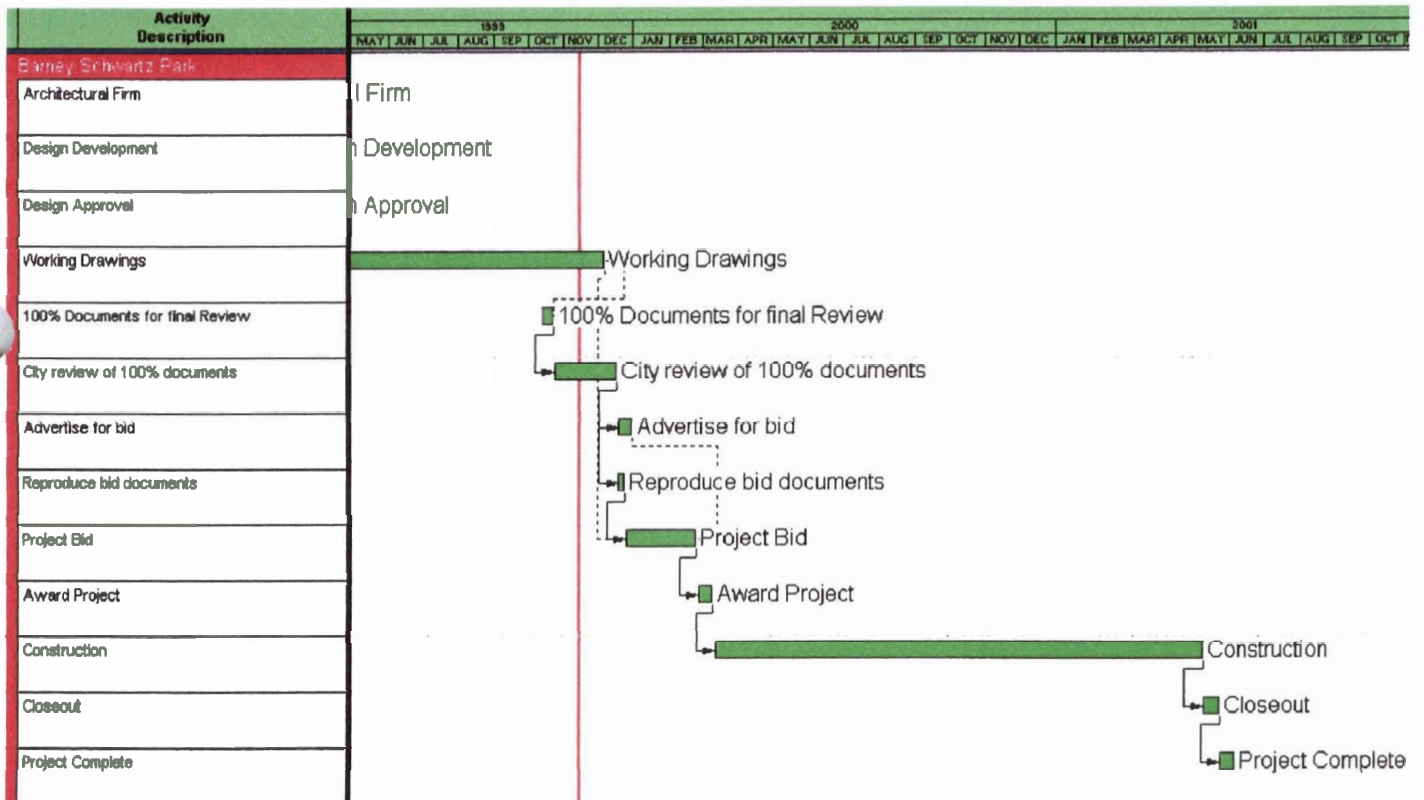 Activity
Description
1999 2000 2001
MAY JUN JUL AUG SEP OCT NOV DEC JAN FEB MAR APR MAY JUN JUL AUG SEP OCT NOV DEC JAN FEB MAR APR MAY JUN JUL AUG SEP OCT
Barney Schwartz Park
Architectural Firm
l Firm
Design Development
n Development
Design Approval
n Approval
Working Drawings
Working Drawings
100% Documents for final Review
100% Documents for final Review
City review of 100% documents
City review of 100% documents
Advertise for bid
Advertise for bid
Reproduce bid documents
Reproduce bid documents
Project Bid
Project Bid
Award Project
Award Project
Construction
Construction
Closeout
Closeout
Project Complete
Project Complete